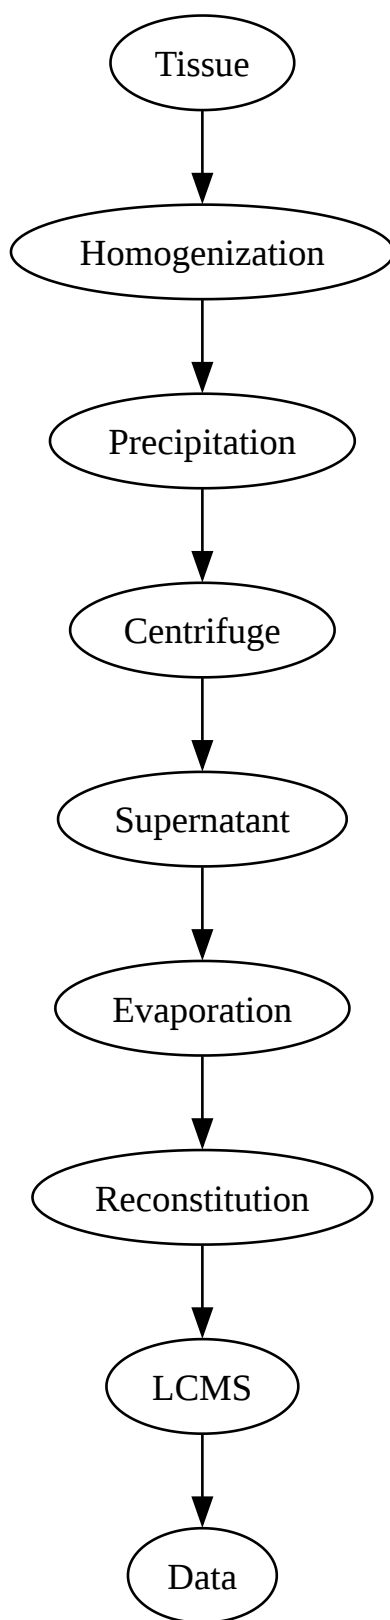 Tissue
Homogenization
Precipitation
Centrifuge
Supernatant
Evaporation
Reconstitution
LCMS
Data